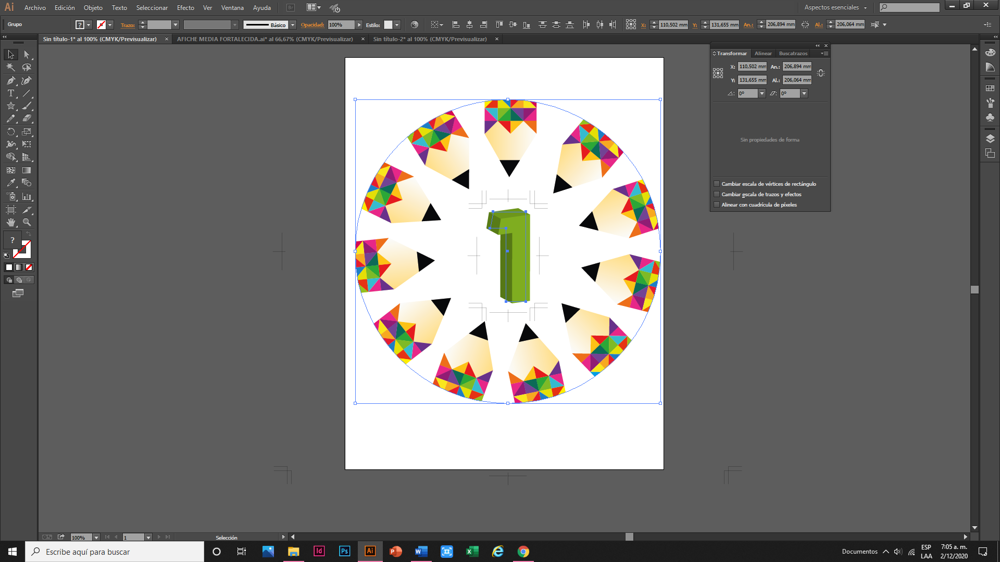 Ai Archivo Edición Objeto Texto Seleccionar Efecto Ver Ventana Ayuda Br Aspectos esenciales
Grupo ? Trazo: Básico Opacidad: 100% Estilo: X: 110,502 mm Y: 131,655 mm An.: 206,894 mm Al.: 206,064 mm
Sin título-1* al 100% (CMYK/Previsualizar) × AFICHE MEDIA FORTALECIDA.ai* al 66,67% (CMYK/Previsualizar) × Sin título-2* al 100% (CMYK/Previsualizar) ×
Transformar Alinear Buscatrazos
X: 110,502 mm An.: 206,894 mm
Y: 131,655 mm Al.: 206,064 mm
0° 0°
Sin propiedades de forma
Cambiar escala de vértices de rectángulo
Cambiar escala de trazos y efectos
Alinear con cuadrícula de píxeles
T
?
1
100% 1 Selección
Escribe aquí para buscar Id Ps Ai P W X Documentos ESP 7:05 a. m.
LAA 2/12/2020